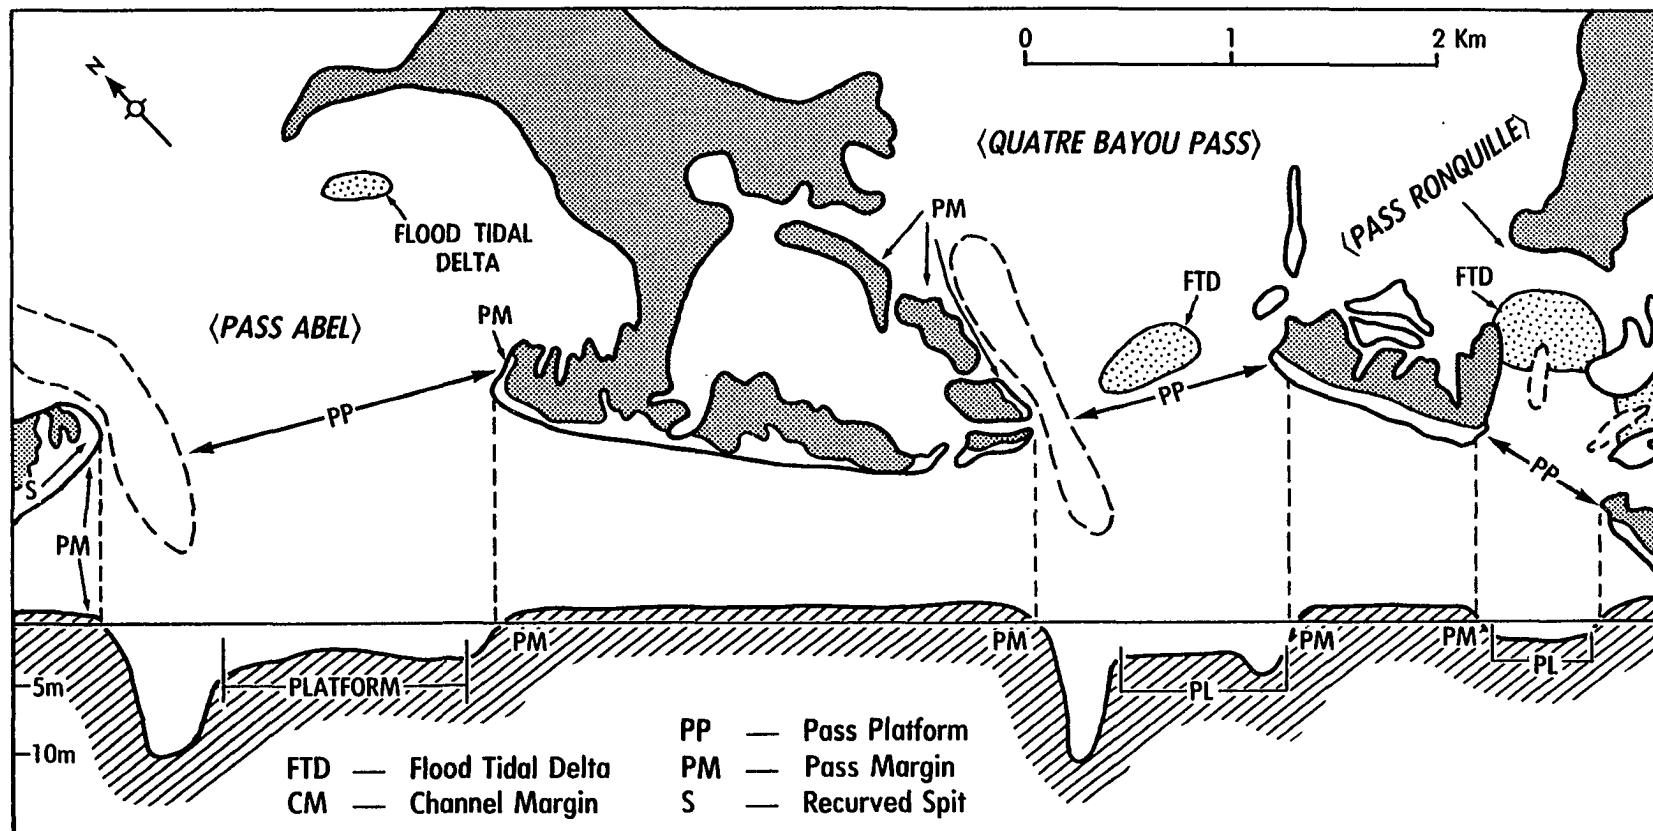 0 1 2 Km
N
⟨QUATRE BAYOU PASS⟩
⟨PASS RONQUILLE⟩
PM
FLOOD TIDAL
DELTA
FTD
FTD
⟨PASS ABEL⟩
PM
PP
PP
PP
S
PM
PM
PM
PM
PM
PL
-5m
PLATFORM
PL
-10m
PP — Pass Platform
FTD — Flood Tidal Delta
PM — Pass Margin
CM — Channel Margin
S — Recurved Spit